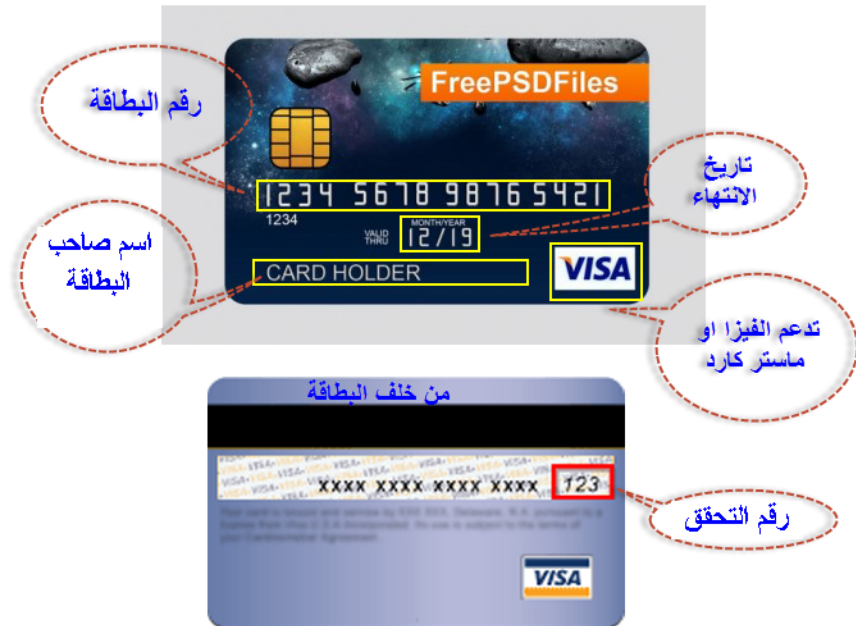 FreePSDFiles
رقم البطاقة
تاريخ
الانتهاء
1234 5678 9876 5421
1234
MONTH/YEAR
VALID
THRU
12/19
اسم صاحب
البطاقة
CARD HOLDER
VISA
تدعم الفيزا او
ماستر كارد
من خلف البطاقة
XXXX XXXX XXXX XXXX 123
رقم التحقق
VISA